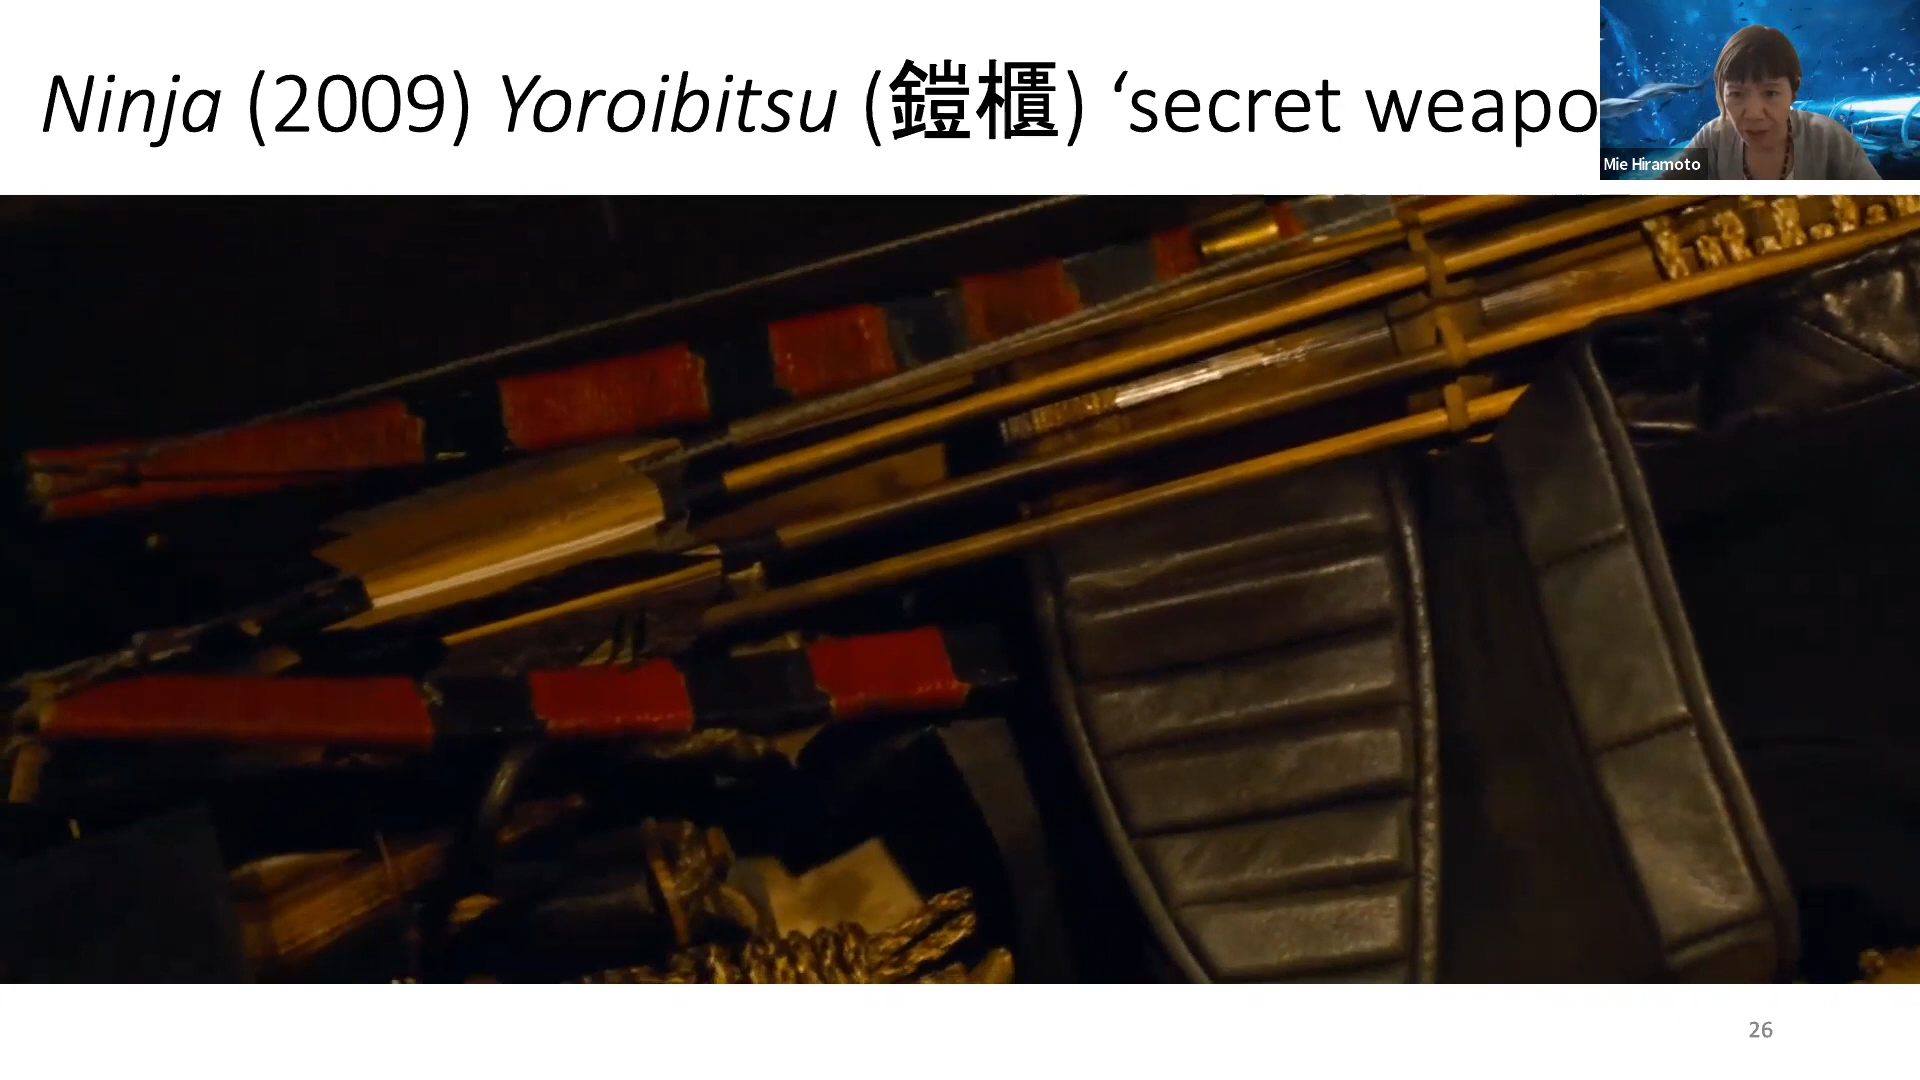 Ninja (2009) Yoroibitsu (鎧櫃) ‘secret weapo
Mie Hiramoto
26